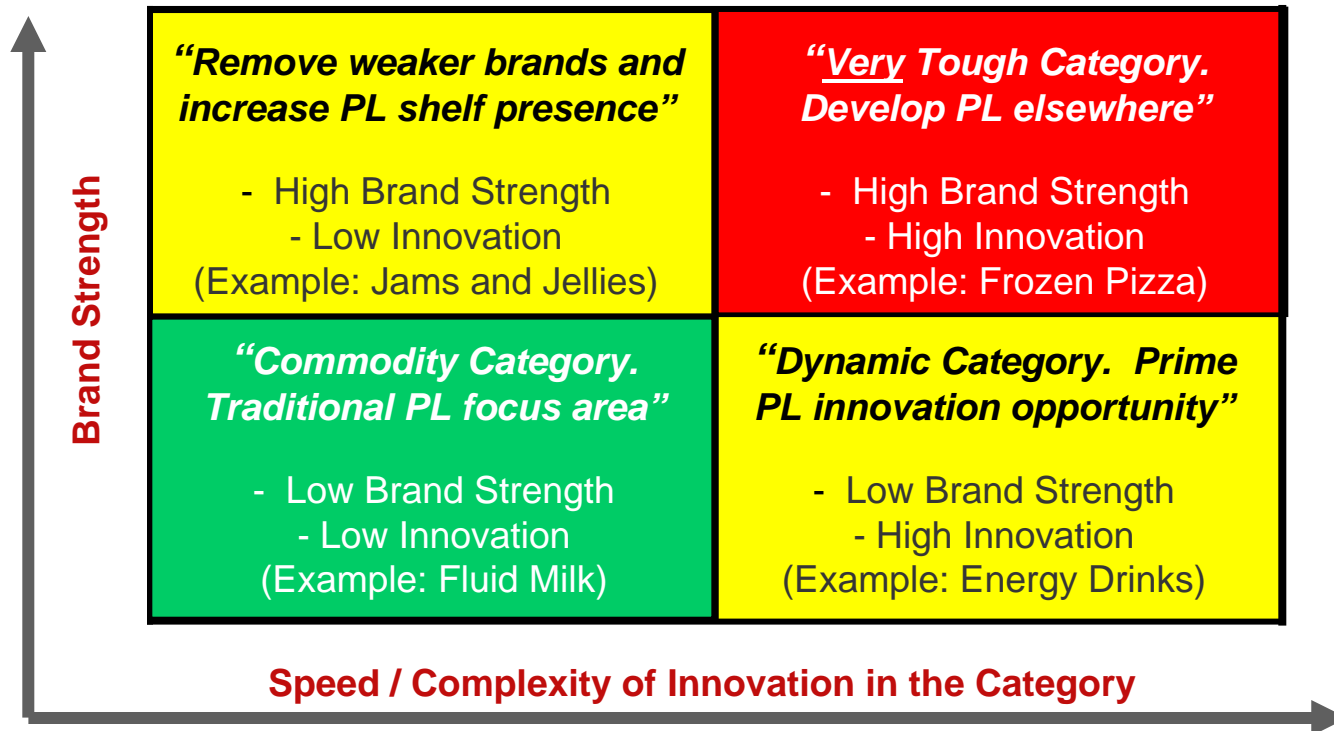 “Remove weaker brands and
increase PL shelf presence”
- High Brand Strength
- Low Innovation
(Example: Jams and Jellies)
“Very Tough Category.
Develop PL elsewhere”
- High Brand Strength
- High Innovation
(Example: Frozen Pizza)
Brand Strength
“Commodity Category.
Traditional PL focus area”
- Low Brand Strength
- Low Innovation
(Example: Fluid Milk)
“Dynamic Category.  Prime
PL innovation opportunity”
- Low Brand Strength
- High Innovation
(Example: Energy Drinks)
Speed / Complexity of Innovation in the Category